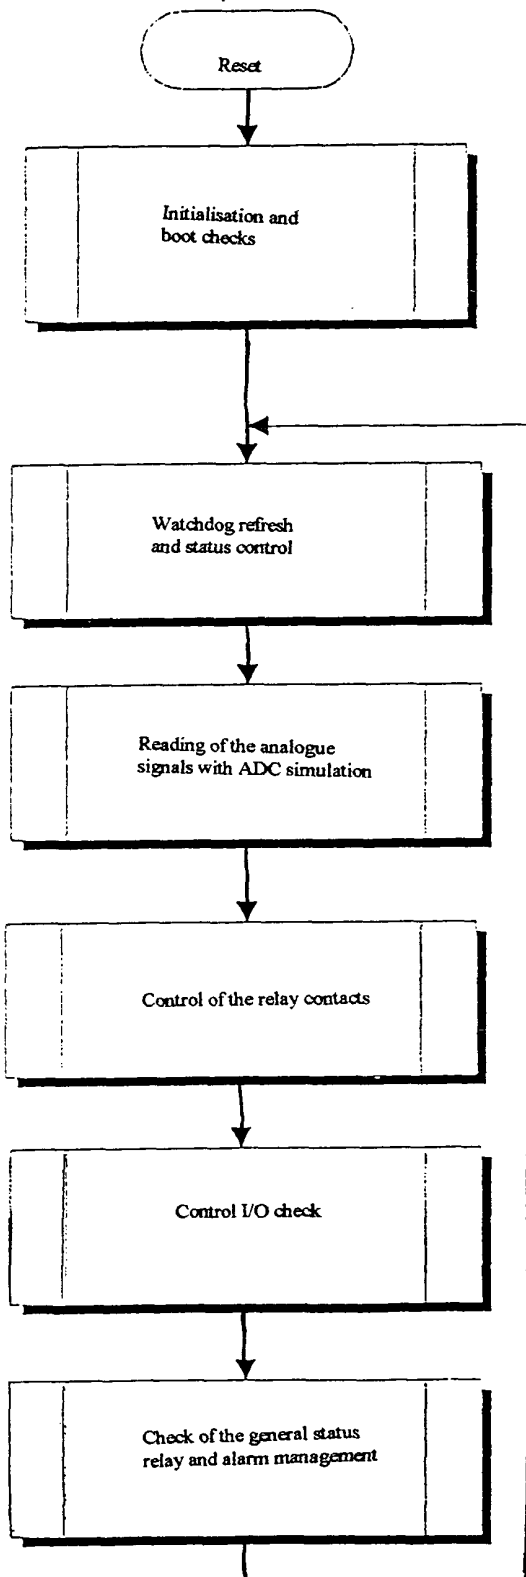 Reset
Initialisation and
boot checks
Watchdog refresh
and status control
Reading of the analogue
signals with ADC simulation
Control of the relay contacts
Control I/O check
Check of the general status
relay and alarm management